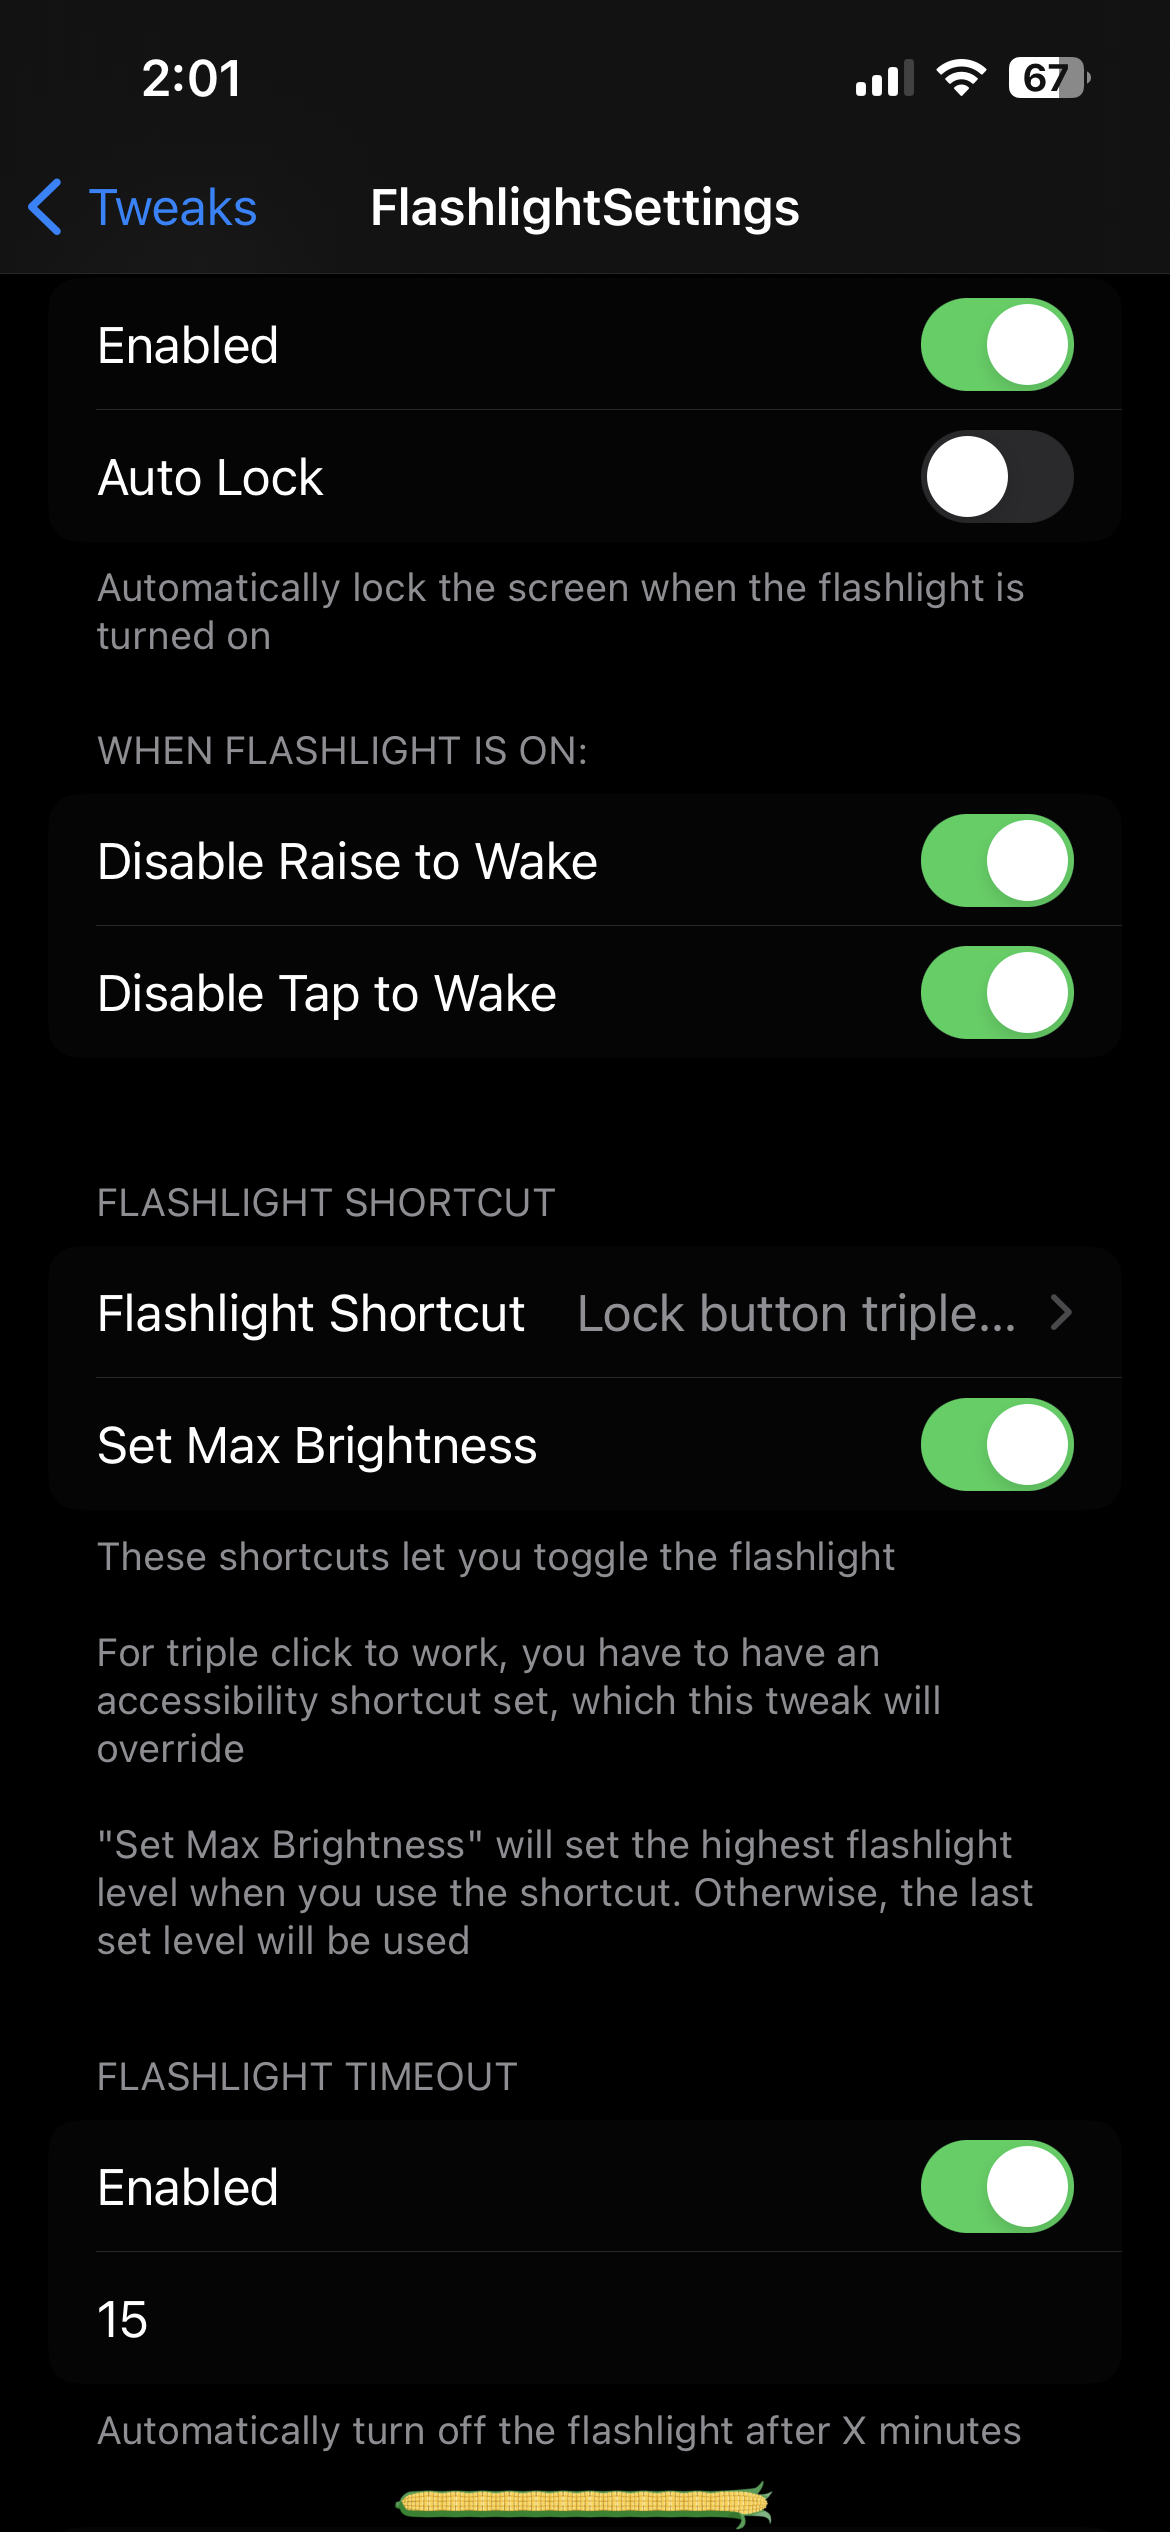 2:01
67
Tweaks
FlashlightSettings
Enabled
Auto Lock
Automatically lock the screen when the flashlight is
turned on
WHEN FLASHLIGHT IS ON:
Disable Raise to Wake
Disable Tap to Wake
FLASHLIGHT SHORTCUT
Flashlight Shortcut Lock button triple...
Set Max Brightness
These shortcuts let you toggle the flashlight
For triple click to work, you have to have an
accessibility shortcut set, which this tweak will
override
"Set Max Brightness" will set the highest flashlight
level when you use the shortcut. Otherwise, the last
set level will be used
FLASHLIGHT TIMEOUT
Enabled
15
Automatically turn off the flashlight after X minutes